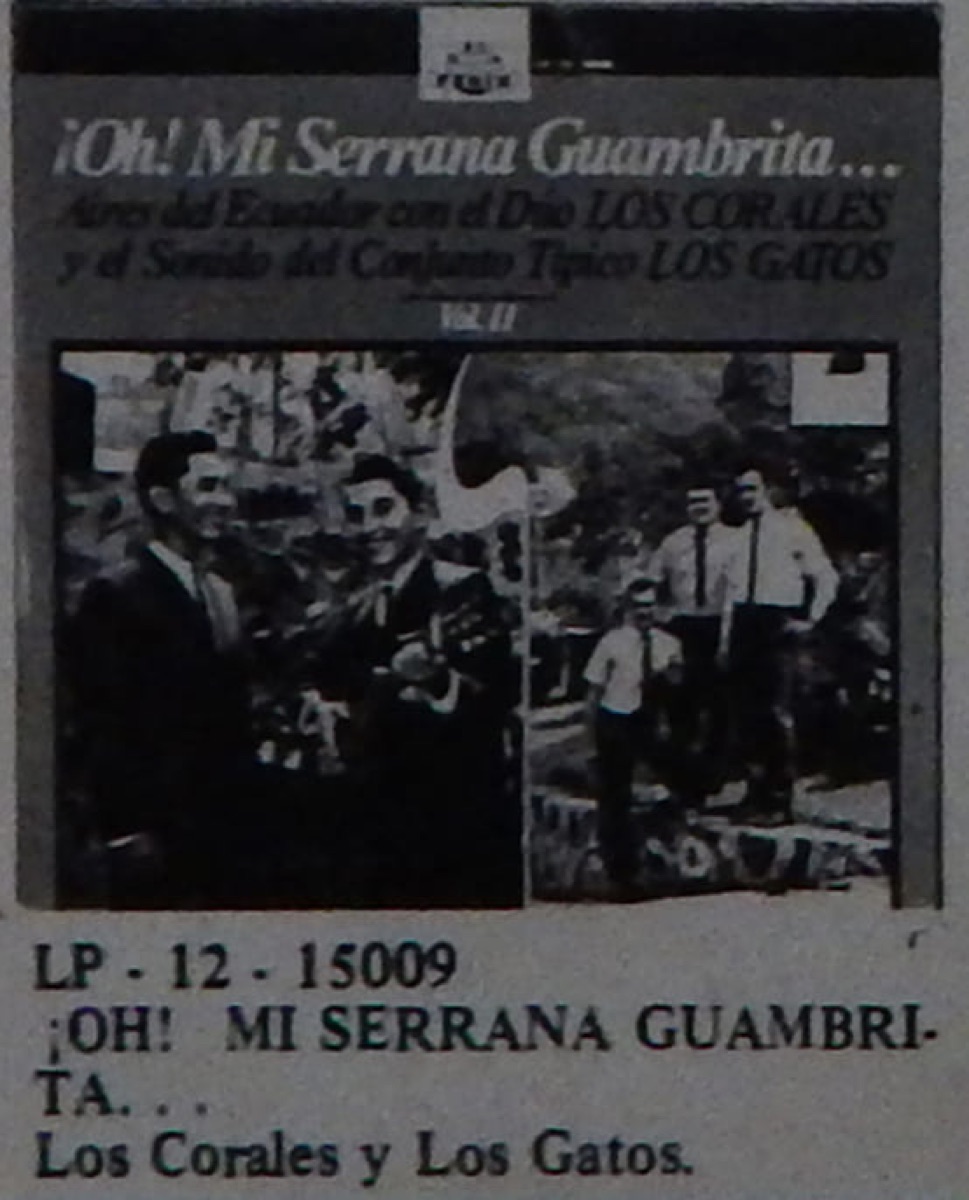 ¡Oh! Mi Serrana Guambrita...
Aires del Ecuador con el Dúo LOS CORALES
y el Sonido del Conjunto Típico LOS GATOS
Vol. II
LP - 12 - 15009
¡OH! MI SERRANA GUAMBRI-
TA. . .
Los Corales y Los Gatos.